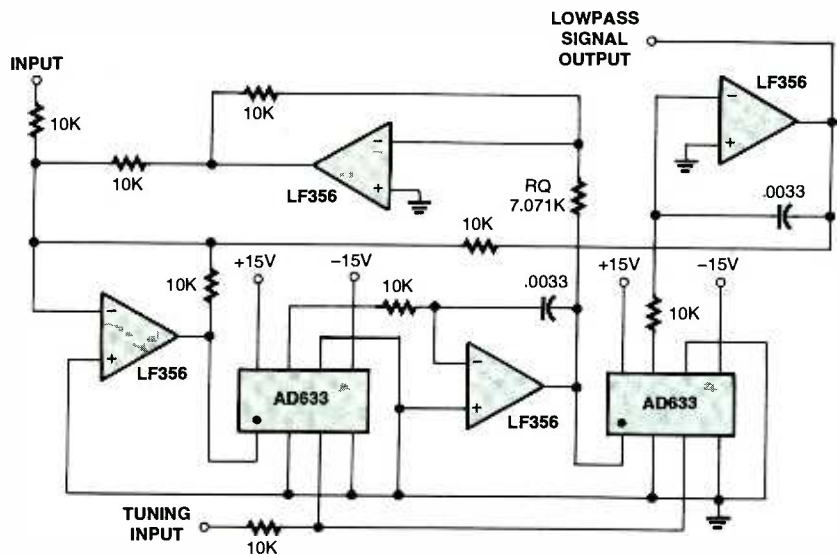 LOWPASS
SIGNAL
OUTPUT
INPUT
LF356
10K
10K
10K
LF356
RQ
7.071K
.0033
10K
+15V
−15V
10K
10K
.0033
+15V
−15V
10K
LF356
AD633
LF356
AD633
TUNING
INPUT
10K